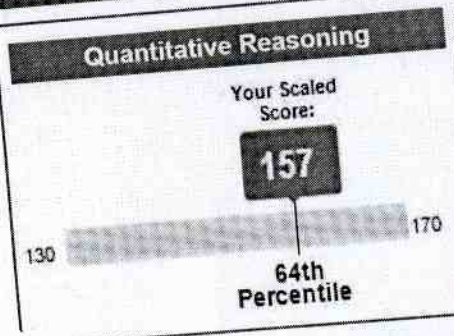 Quantitative Reasoning
Your Scaled
Score:
157
130
170
64th
Percentile